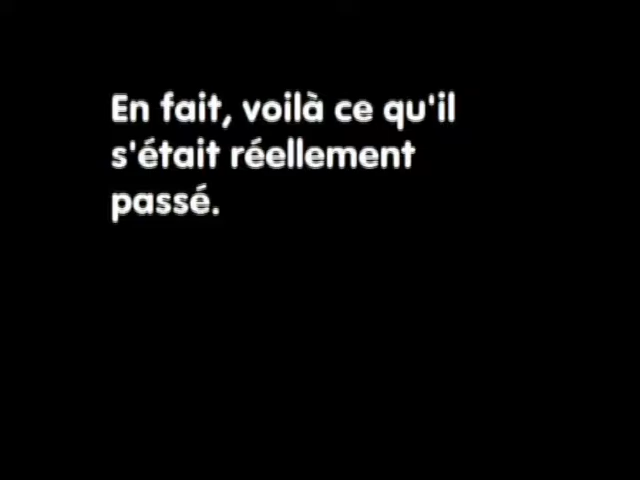 En fait, voilà ce qu'il
s'était réellement
passé.